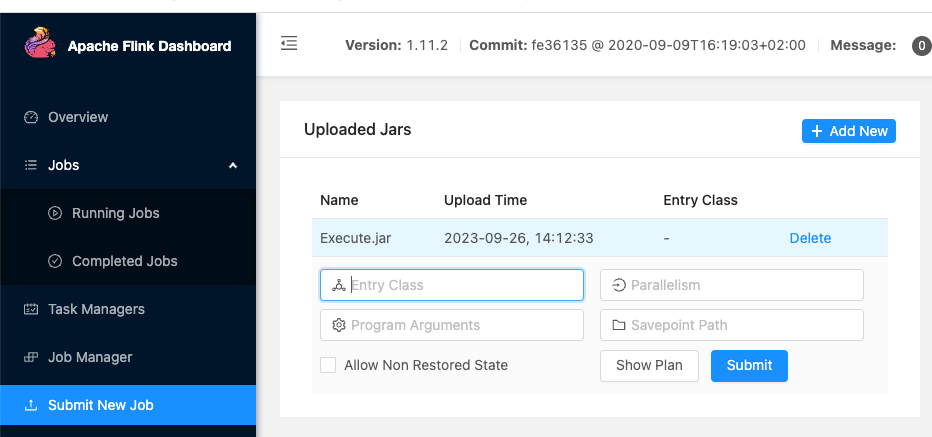 Apache Flink Dashboard
Version: 1.11.2 Commit: fe36135 @ 2020-09-09T16:19:03+02:00 Message: 0
Overview
Jobs
Running Jobs
Completed Jobs
Task Managers
Job Manager
Submit New Job
Uploaded Jars
+ Add New
Name Upload Time Entry Class
Execute.jar 2023-09-26, 14:12:33 - Delete
Entry Class Parallelism
Program Arguments Savepoint Path
Allow Non Restored State Show Plan Submit